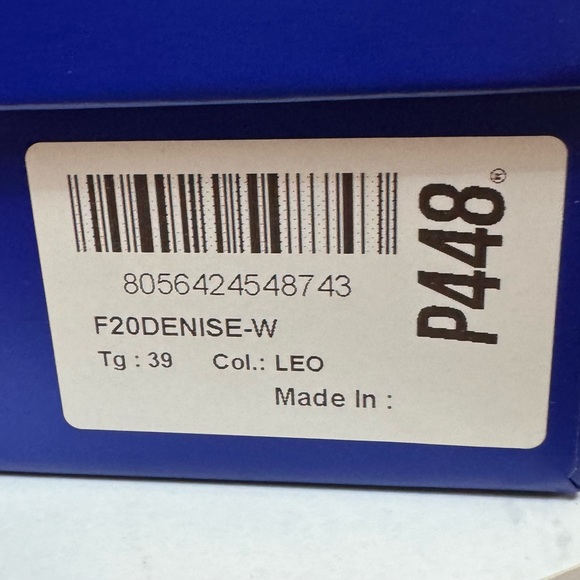 8056424548743
F20DENISE-W
Tg : 39 Col.: LEO
Made In :
P448®